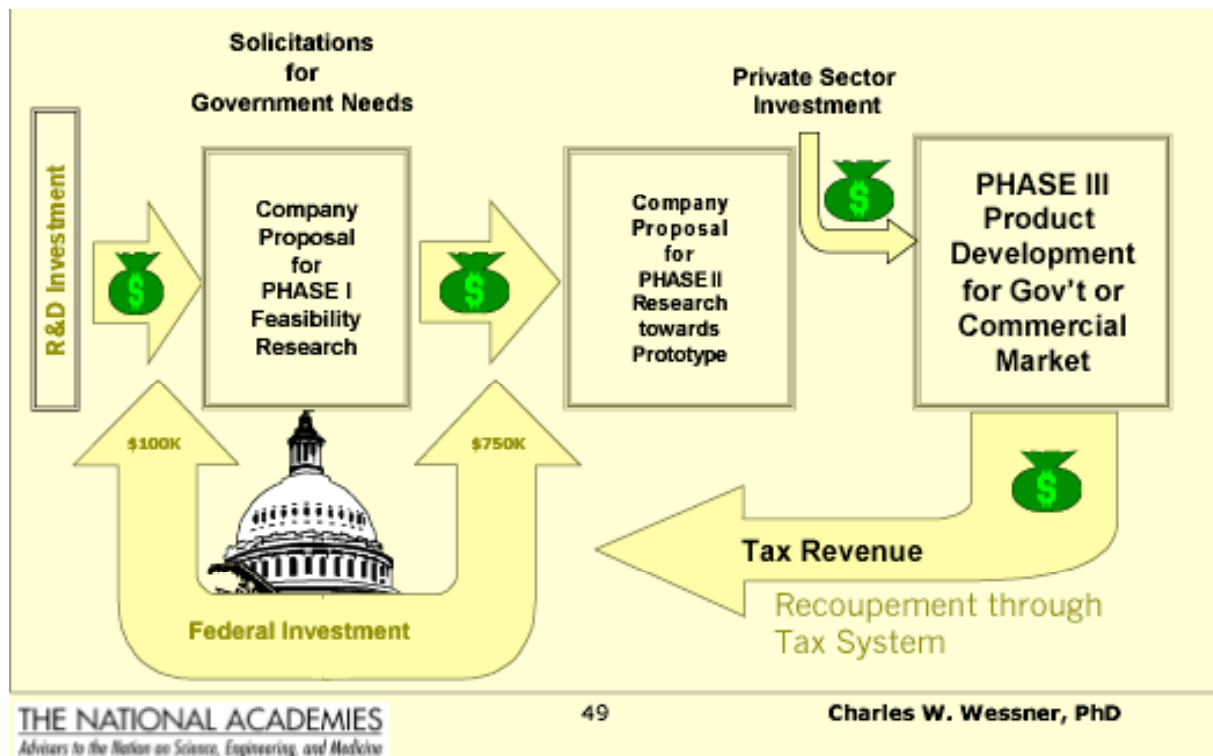 Solicitations
for
Government Needs
Private Sector
Investment
R&D Investment
$
Company
Proposal
for
PHASE I
Feasibility
Research
$
Company
Proposal
for
PHASE II
Research
towards
Prototype
$
PHASE III
Product
Development
for Gov't or
Commercial
Market
$100K
$750K
$
Federal Investment
Tax Revenue
Recoupement through
Tax System
THE NATIONAL ACADEMIES
Advisers to the Nation on Science, Engineering, and Medicine
49
Charles W. Wessner, PhD